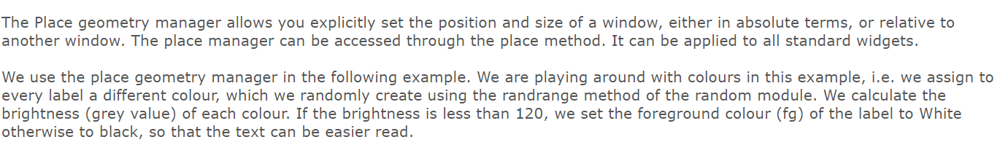 The Place geometry manager allows you explicitly set the position and size of a window, either in absolute terms, or relative to
another window. The place manager can be accessed through the place method. It can be applied to all standard widgets.
We use the place geometry manager in the following example. We are playing around with colours in this example, i.e. we assign to
every label a different colour, which we randomly create using the randrange method of the random module. We calculate the
brightness (grey value) of each colour. If the brightness is less than 120, we set the foreground colour (fg) of the label to White
otherwise to black, so that the text can be easier read.